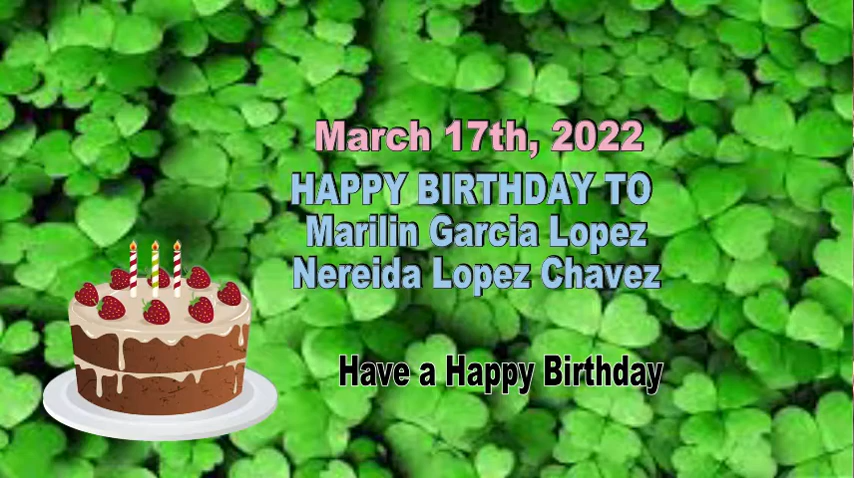 March 17th, 2022
HAPPY BIRTHDAY TO
Marilin Garcia Lopez
Nereida Lopez Chavez
Have a Happy Birthday